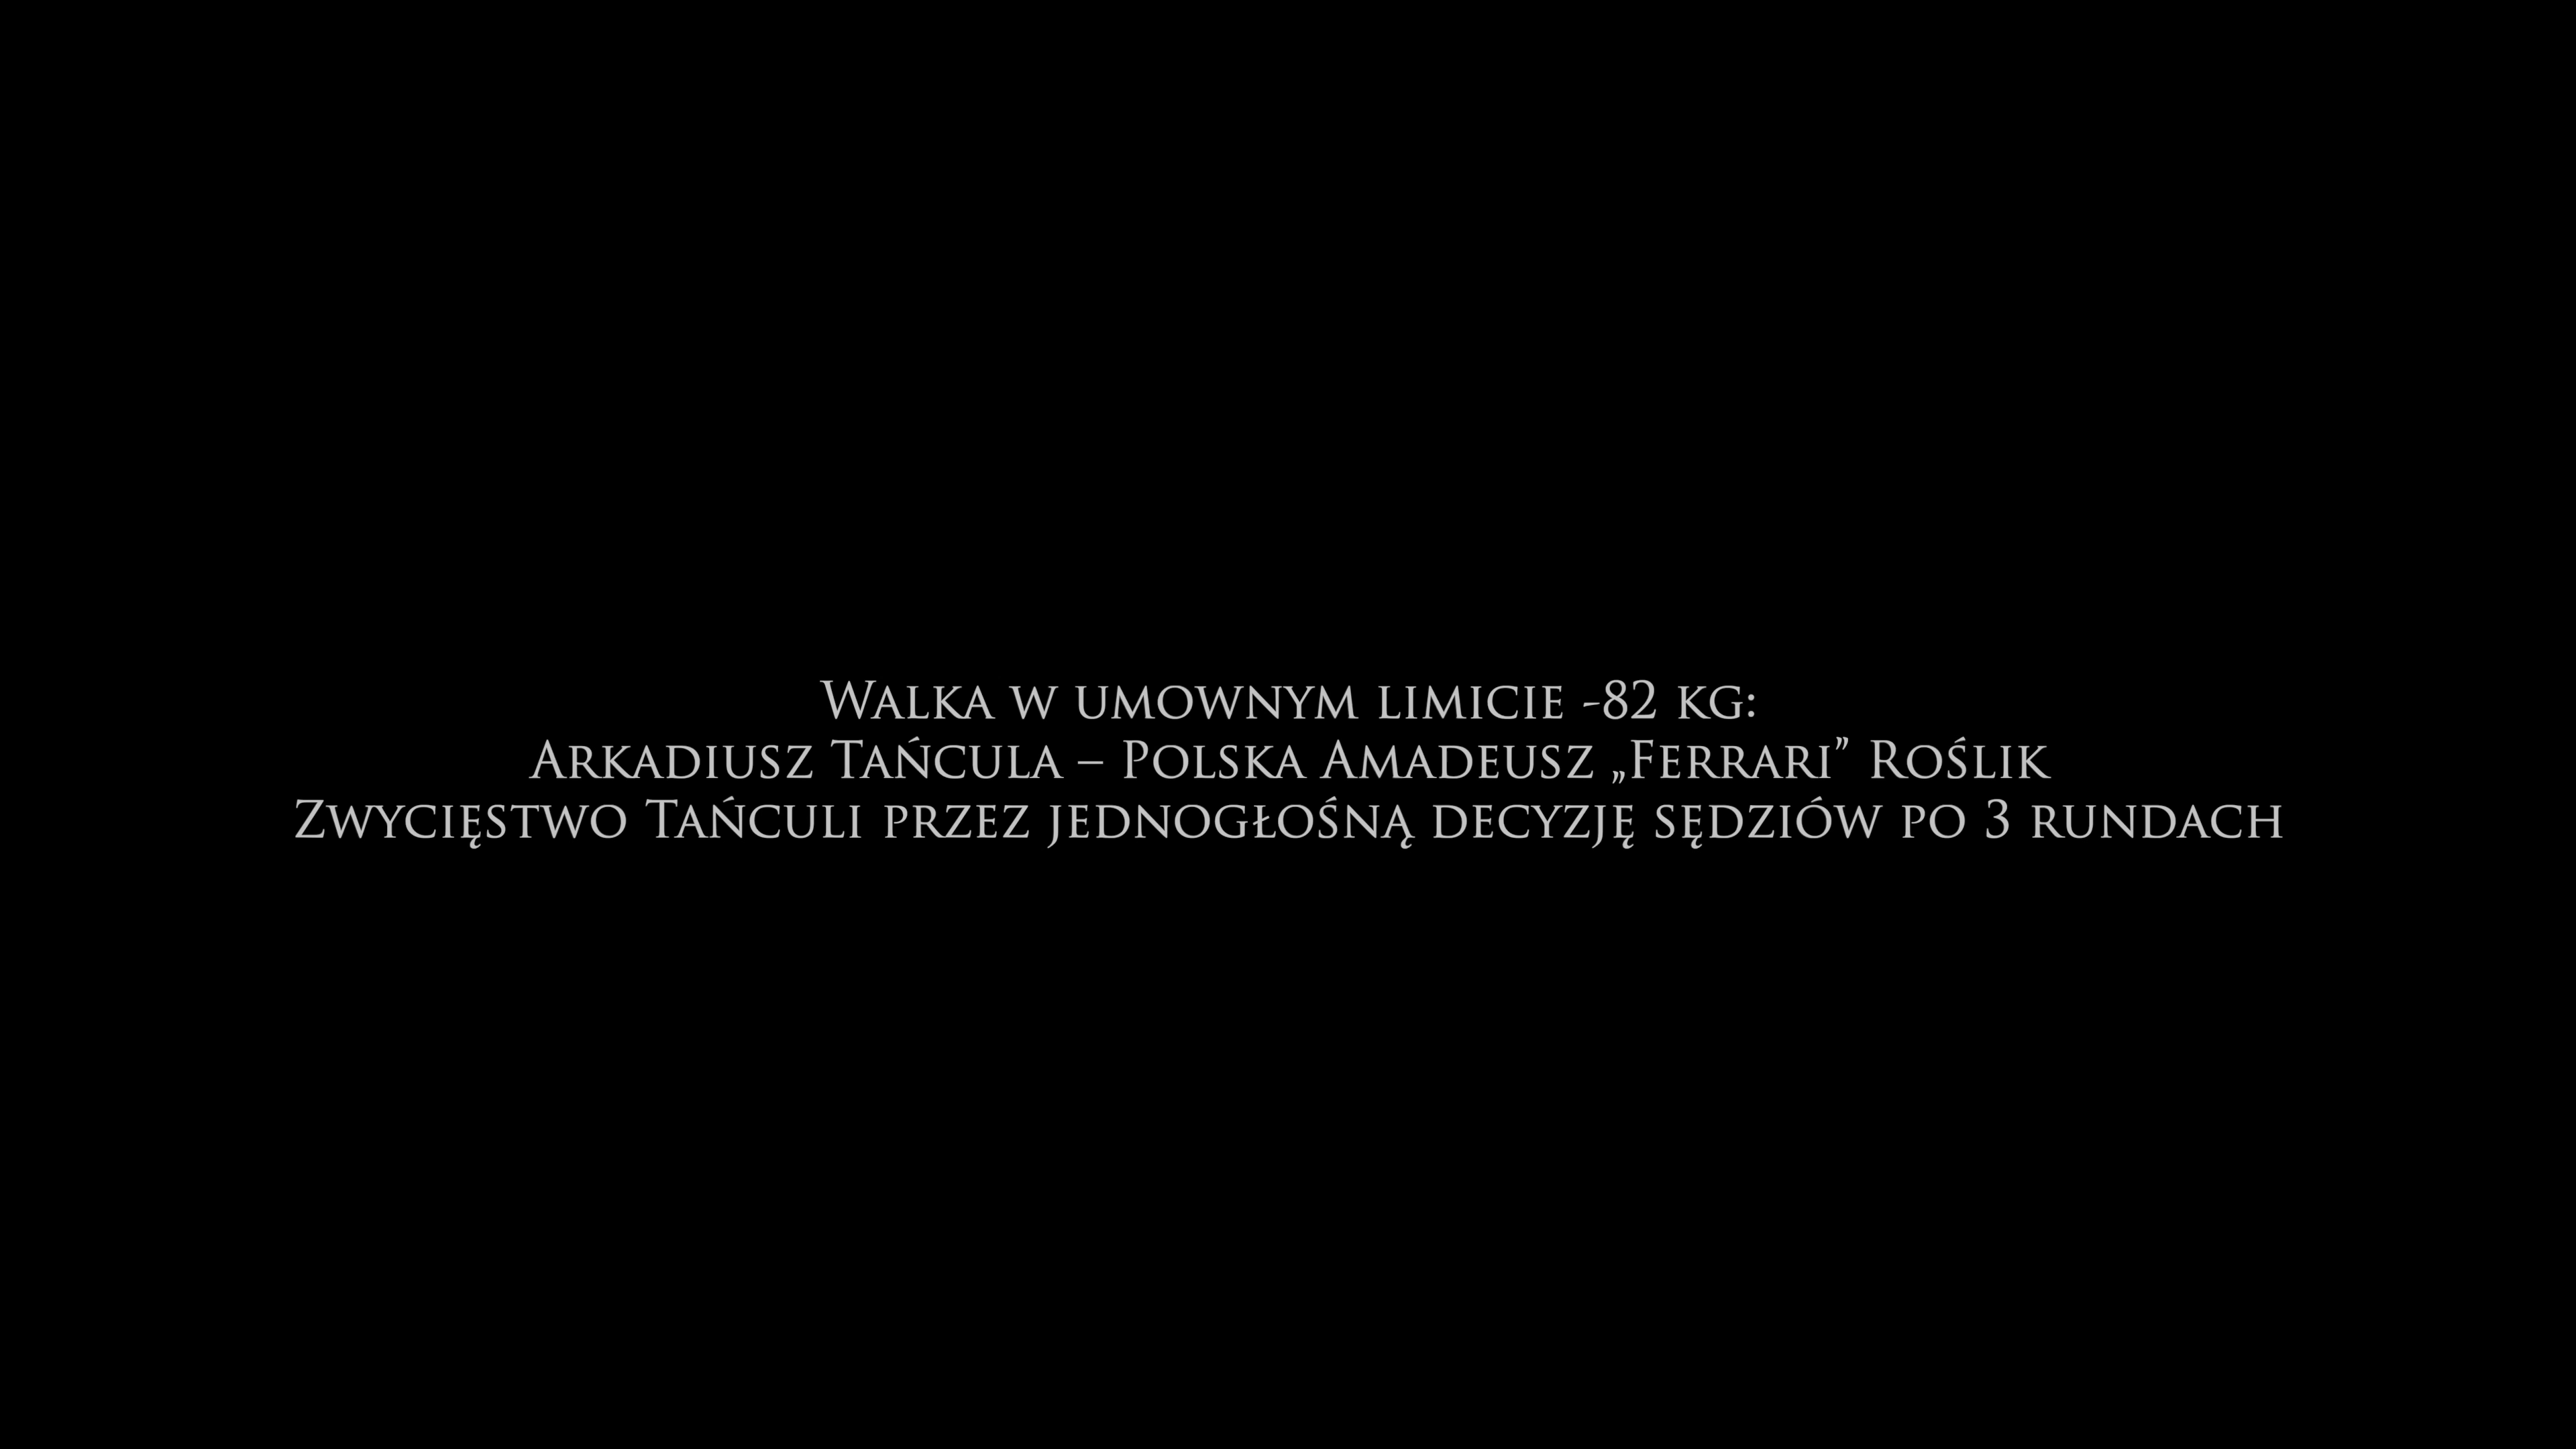 Walka w umownym limicie -82 kg:
Arkadiusz Tańcula – Polska Amadeusz „Ferrari” Roślik
Zwycięstwo Tańculi przez jednogłośną decyzję sędziów po 3 rundach